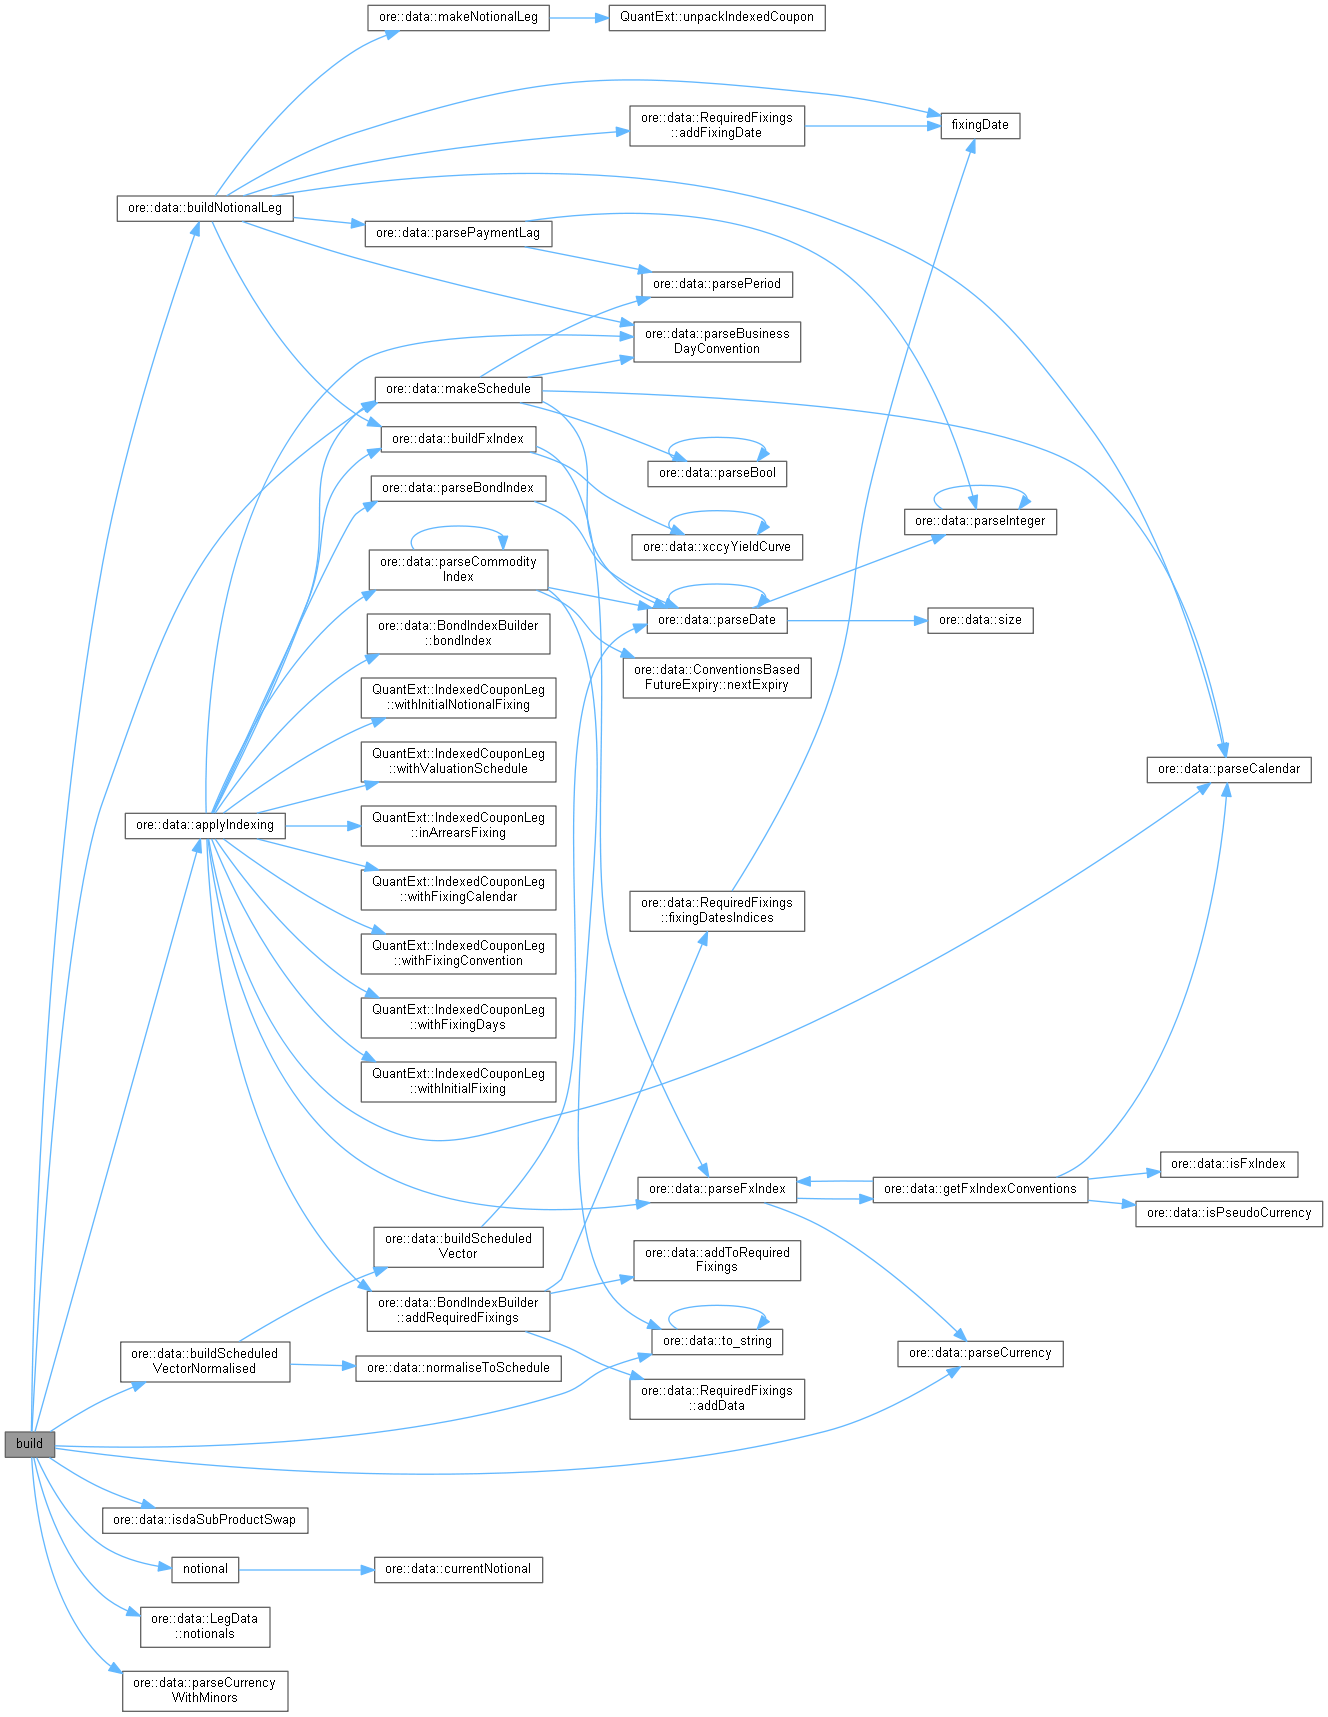 ore::data::makeNotionalLeg
QuantExt::unpackIndexedCoupon
ore::data::RequiredFixings
::addFixingDate
fixingDate
ore::data::buildNotionalLeg
ore::data::parsePaymentLag
ore::data::parsePeriod
ore::data::parseBusiness
DayConvention
ore::data::makeSchedule
ore::data::buildFxIndex
ore::data::parseBool
ore::data::parseBondIndex
ore::data::parseInteger
ore::data::xccyYieldCurve
ore::data::parseCommodity
Index
ore::data::parseDate
ore::data::size
ore::data::BondIndexBuilder
::bondIndex
ore::data::ConventionsBased
FutureExpiry::nextExpiry
QuantExt::IndexedCouponLeg
::withInitialNotionalFixing
QuantExt::IndexedCouponLeg
::withValuationSchedule
ore::data::parseCalendar
ore::data::applyIndexing
QuantExt::IndexedCouponLeg
::inArrearsFixing
QuantExt::IndexedCouponLeg
::withFixingCalendar
ore::data::RequiredFixings
::fixingDatesIndices
QuantExt::IndexedCouponLeg
::withFixingConvention
QuantExt::IndexedCouponLeg
::withFixingDays
QuantExt::IndexedCouponLeg
::withInitialFixing
ore::data::isFxIndex
ore::data::parseFxIndex
ore::data::getFxIndexConventions
ore::data::isPseudoCurrency
ore::data::buildScheduled
Vector
ore::data::addToRequired
Fixings
ore::data::BondIndexBuilder
::addRequiredFixings
ore::data::to_string
ore::data::parseCurrency
ore::data::buildScheduled
VectorNormalised
ore::data::normaliseToSchedule
ore::data::RequiredFixings
::addData
build
ore::data::isdaSubProductSwap
notional
ore::data::currentNotional
ore::data::LegData
::notionals
ore::data::parseCurrency
WithMinors